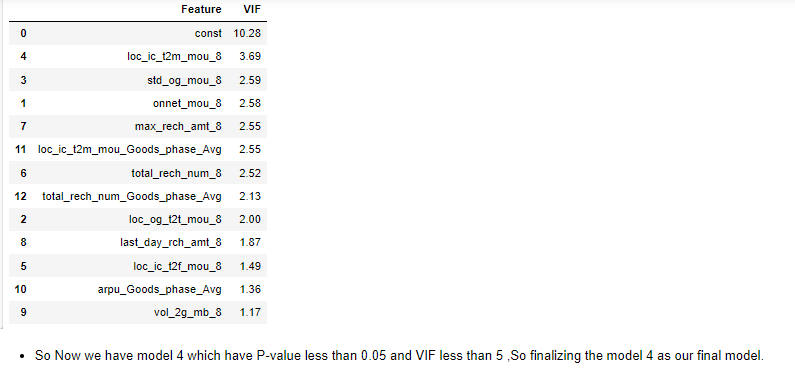 Feature VIF
0 const 10.28
4 loc_ic_t2m_mou_8 3.69
3 std_og_mou_8 2.59
1 onnet_mou_8 2.58
7 max_rech_amt_8 2.55
11 loc_ic_t2m_mou_Goods_phase_Avg 2.55
6 total_rech_num_8 2.52
12 total_rech_num_Goods_phase_Avg 2.13
2 loc_og_t2t_mou_8 2.00
8 last_day_rch_amt_8 1.87
5 loc_ic_t2f_mou_8 1.49
10 arpu_Goods_phase_Avg 1.36
9 vol_2g_mb_8 1.17
• So Now we have model 4 which have P-value less than 0.05 and VIF less than 5 ,So finalizing the model 4 as our final model.